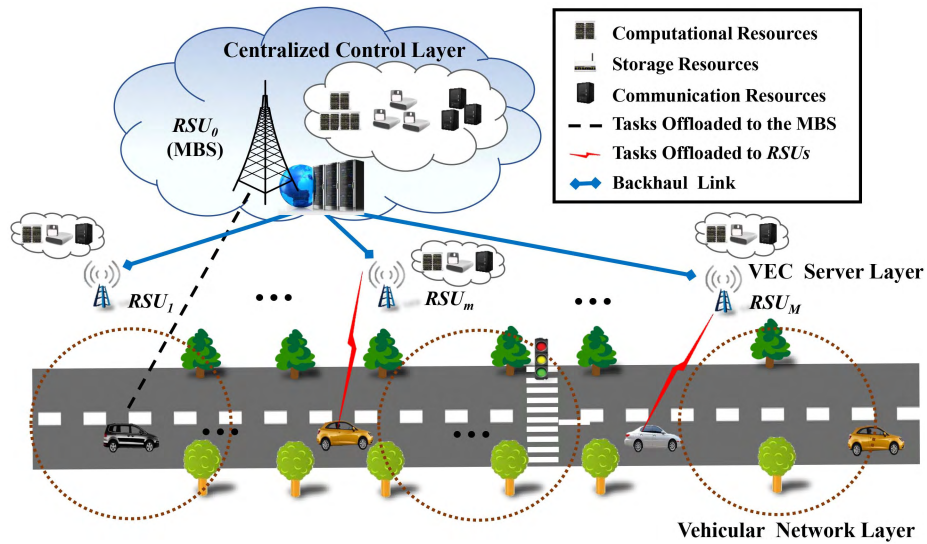 Centralized Control Layer
RSU0
(MBS)
Computational Resources
Storage Resources
Communication Resources
Tasks Offloaded to the MBS
Tasks Offloaded to RSUs
Backhaul Link
RSU1
RSUm
VEC Server Layer
RSUM
Vehicular Network Layer